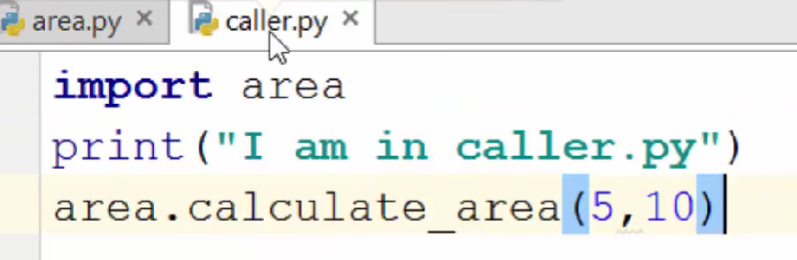 area.py × caller.py ×
import area
print("I am in caller.py")
area.calculate_area(5,10)